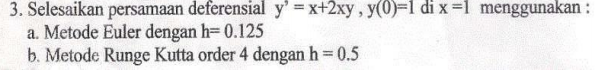 3. Selesaikan persamaan deferensial y’ = x+2xy , y(0)=1 di x =1 menggunakan :
a. Metode Euler dengan h= 0.125
b. Metode Runge Kutta order 4 dengan h = 0.5